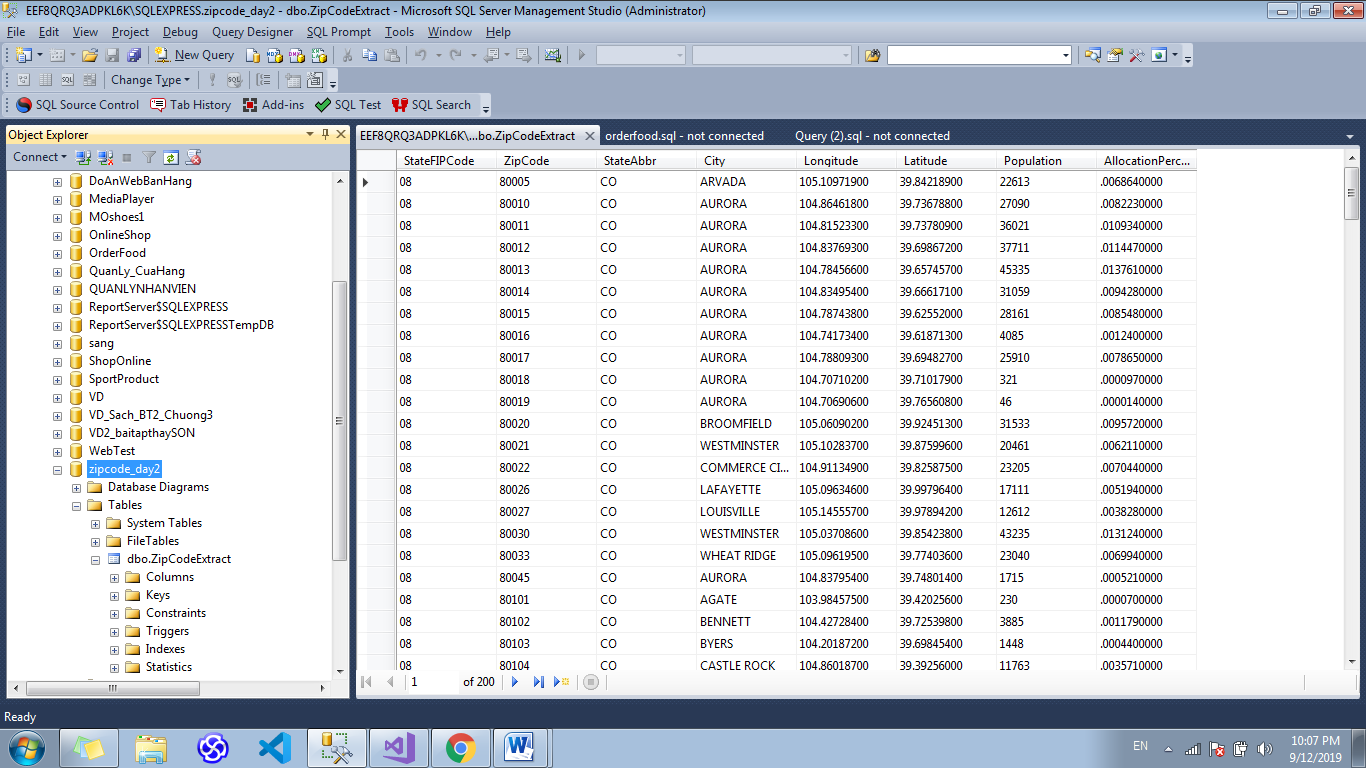 EEF8QRQ3ADPKL6K\SQLEXPRESS.zipcode_day2 - dbo.ZipCodeExtract - Microsoft SQL Server Management Studio (Administrator)
File Edit View Project Debug Query Designer SQL Prompt Tools Window Help
New Query
Change Type
SQL Source Control Tab History Add-ins SQL Test SQL Search
Object Explorer
Connect
DoAnWebBanHang
MediaPlayer
MOshoes1
OnlineShop
OrderFood
QuanLy_CuaHang
QUANLYNHANVIEN
ReportServer$SQLEXPRESS
ReportServer$SQLEXPRESSTempDB
sang
ShopOnline
SportProduct
VD
VD_Sach_BT2_Chuong3
VD2_baitapthaySON
WebTest
zipcode_day2
Database Diagrams
Tables
System Tables
FileTables
dbo.ZipCodeExtract
Columns
Keys
Constraints
Triggers
Indexes
Statistics
EEF8QRQ3ADPKL6K\...bo.ZipCodeExtract orderfood.sql - not connected Query (2).sql - not connected
StateFIPCode ZipCode StateAbbr City Longitude Latitude Population AllocationPerc...
08 80005 CO ARVADA 105.10971900 39.84218900 22613 .0068640000
08 80010 CO AURORA 104.86461800 39.73678800 27090 .0082230000
08 80011 CO AURORA 104.81523300 39.73780900 36021 .0109340000
08 80012 CO AURORA 104.83769300 39.69867200 37711 .0114470000
08 80013 CO AURORA 104.78456600 39.65745700 45335 .0137610000
08 80014 CO AURORA 104.83495400 39.66617100 31059 .0094280000
08 80015 CO AURORA 104.78743800 39.62552000 28161 .0085480000
08 80016 CO AURORA 104.74173400 39.61871300 4085 .0012400000
08 80017 CO AURORA 104.78809300 39.69482700 25910 .0078650000
08 80018 CO AURORA 104.70710200 39.71017900 321 .0000970000
08 80019 CO AURORA 104.70690600 39.76560800 46 .0000140000
08 80020 CO BROOMFIELD 105.06090200 39.92451300 31533 .0095720000
08 80021 CO WESTMINSTER 105.10283700 39.87599600 20461 .0062110000
08 80022 CO COMMERCE CI... 104.91134900 39.82587500 23205 .0070440000
08 80026 CO LAFAYETTE 105.09634600 39.99796400 17111 .0051940000
08 80027 CO LOUISVILLE 105.14555700 39.97894200 12612 .0038280000
08 80030 CO WESTMINSTER 105.03708600 39.85423800 43235 .0131240000
08 80033 CO WHEAT RIDGE 105.09619500 39.77403600 23040 .0069940000
08 80045 CO AURORA 104.83795400 39.74801400 1715 .0005210000
08 80101 CO AGATE 103.98457500 39.42025600 230 .0000700000
08 80102 CO BENNETT 104.42728400 39.72539800 3885 .0011790000
08 80103 CO BYERS 104.20187200 39.69845400 1448 .0004400000
08 80104 CO CASTLE ROCK 104.86018700 39.39256000 11763 .0035710000
1 of 200
Ready
EN 10:07 PM
9/12/2019